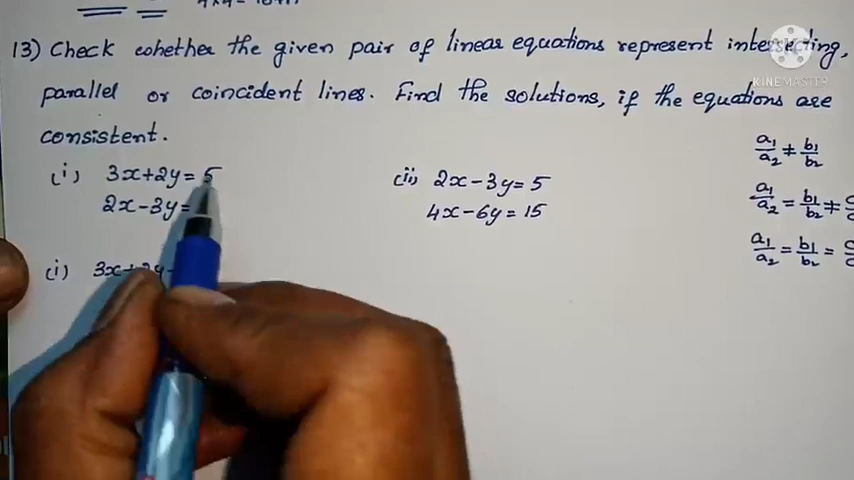 13) Check whether the given pair of linear equations represent intersecting,
KINEMASTER
parallel or coincident lines. Find the solutions, if the equations are
consistent.
(i) 3x+2y=5
2x-3y=
(ii) 2x-3y=5
4x-6y=15
a₁/a₂ ≠ b₁/b₂
a₁/a₂ = b₁/b₂ ≠
a₁/a₂ = b₁/b₂ =
(i) 3x+2y=